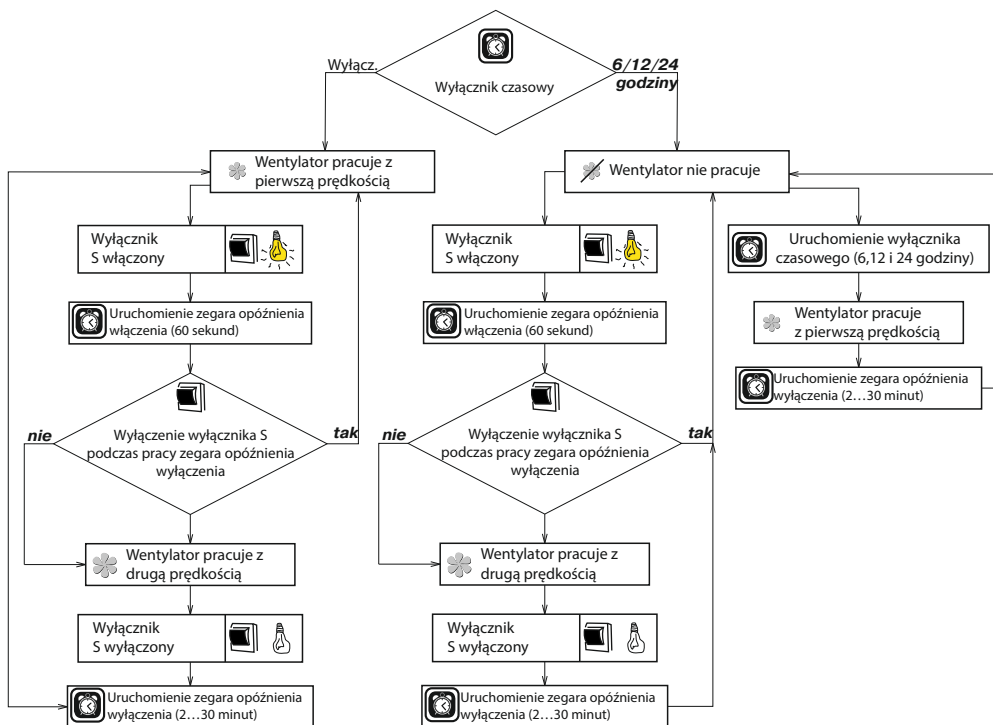 Wyłącz.
Wyłącznik czasowy
6/12/24
godziny
Wentylator pracuje z
pierwszą prędkością
Wyłącznik
S włączony
Uruchomienie zegara opóźnienia
włączenia (60 sekund)
Wyłączenie wyłącznika S
podczas pracy zegara opóźnienia
wyłączenia
nie
tak
Wentylator pracuje z
drugą prędkością
Wyłącznik
S wyłączony
Uruchomienie zegara opóźnienia
wyłączenia (2...30 minut)
Wentylator nie pracuje
Wyłącznik
S włączony
Uruchomienie zegara opóźnienia
włączenia (60 sekund)
Wyłączenie wyłącznika S
podczas pracy zegara opóźnienia
wyłączenia
nie
tak
Wentylator pracuje z
drugą prędkością
Wyłącznik
S wyłączony
Uruchomienie zegara opóźnienia
wyłączenia (2...30 minut)
Uruchomienie wyłącznika
czasowego (6,12 i 24 godziny)
Wentylator pracuje
z pierwszą prędkością
Uruchomienie zegara opóźnienia
wyłączenia (2...30 minut)